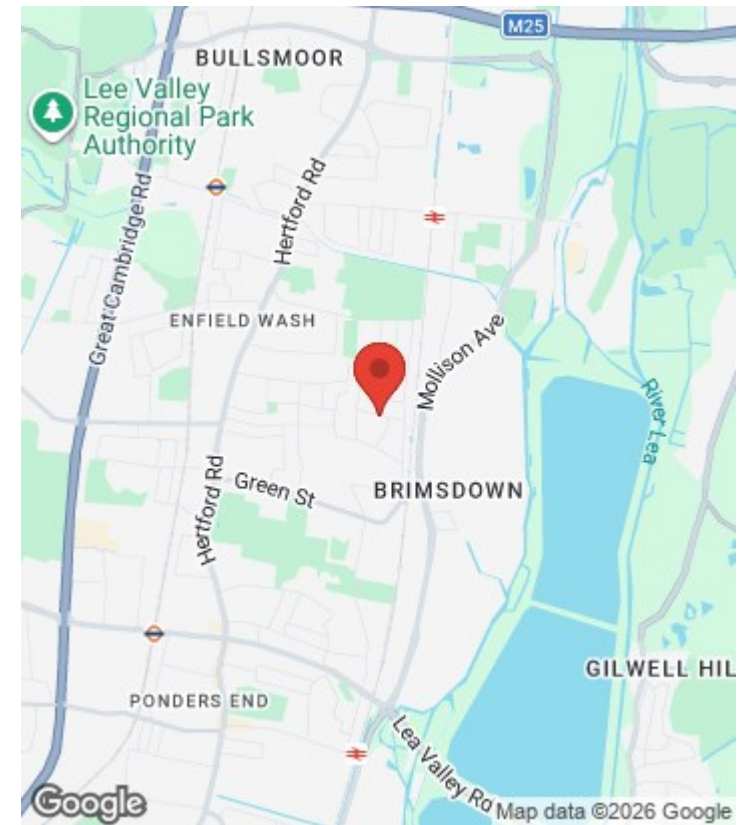 M25
BULLSMOOR
Lee Valley
Regional Park
Authority
Hertford Rd
Great Cambridge Rd
ENFIELD WASH
Mollison Ave
River Lea
Green St
BRIMSDOWN
Hertford Rd
GILWELL HIL
PONDERS END
Lea Valley Rd
Google
Map data ©2026 Google